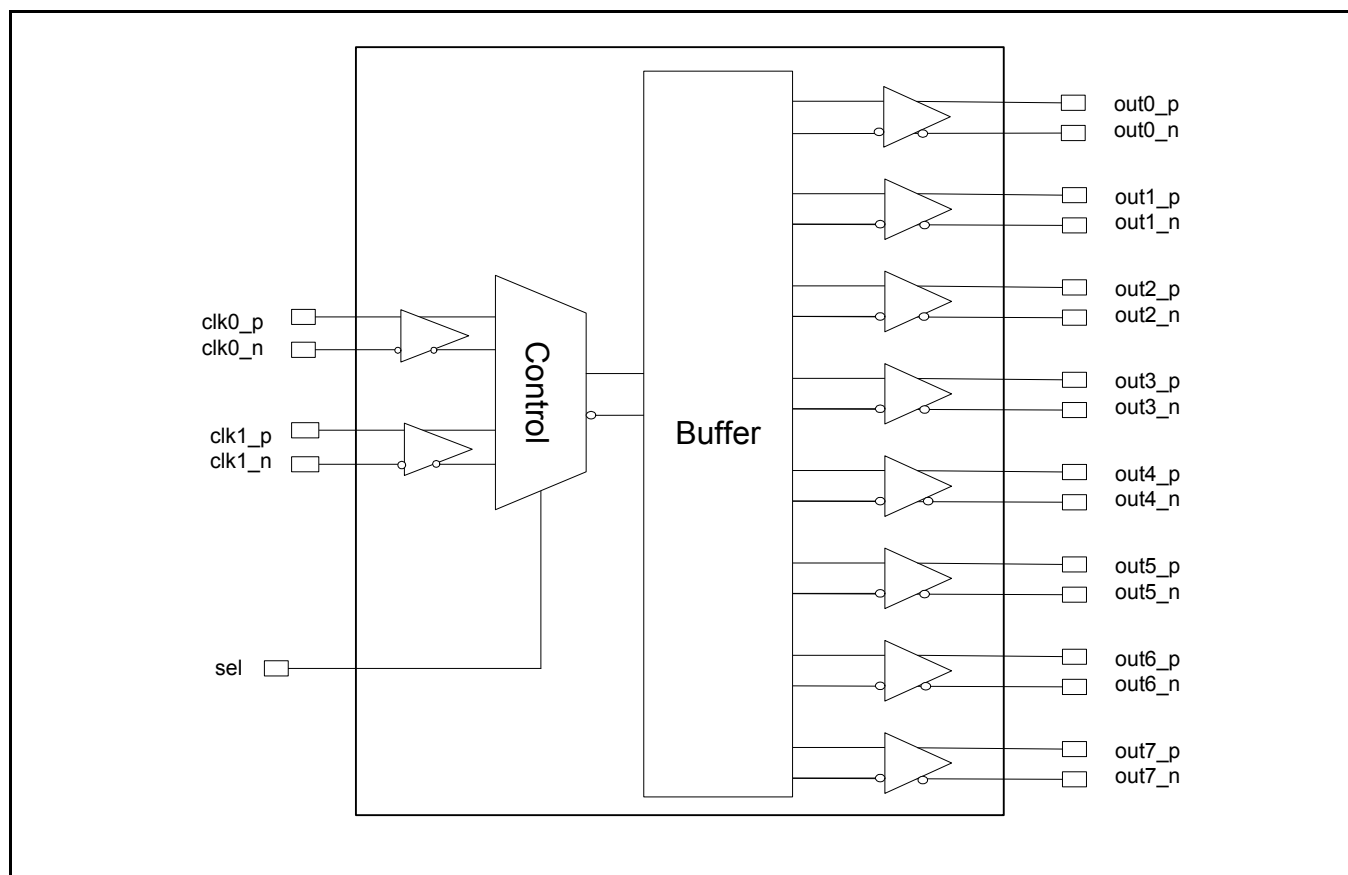 clk0_p
clk0_n
clk1_p
clk1_n
sel
Control
Buffer
out0_p
out0_n
out1_p
out1_n
out2_p
out2_n
out3_p
out3_n
out4_p
out4_n
out5_p
out5_n
out6_p
out6_n
out7_p
out7_n